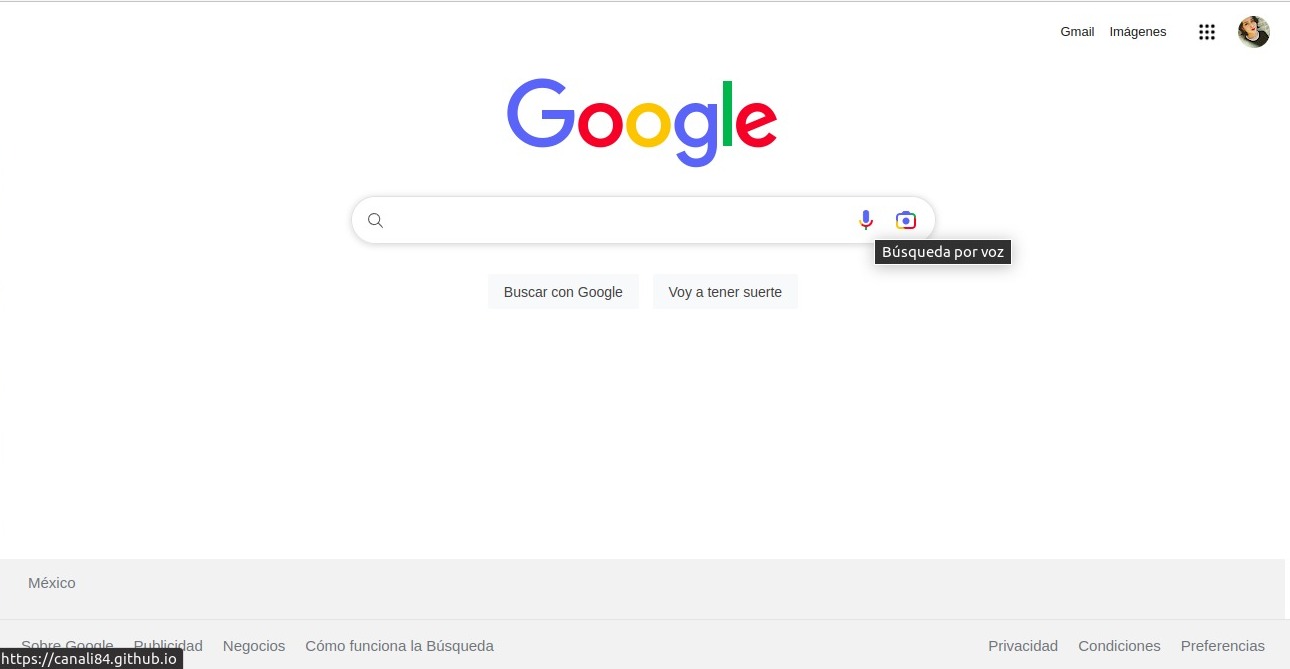 Gmail Imágenes
Google
Búsqueda por voz
Buscar con Google Voy a tener suerte
México
Sobre Google Publicidad Negocios Cómo funciona la Búsqueda Privacidad Condiciones Preferencias
https://canali84.github.io